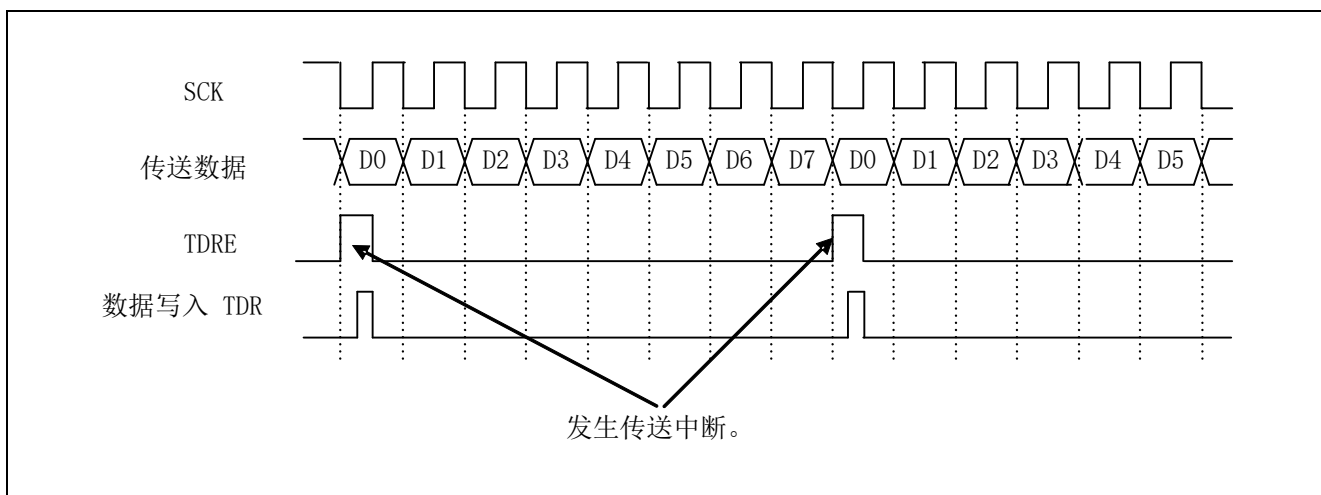 SCK
传送数据 D0 D1 D2 D3 D4 D5 D6 D7 D0 D1 D2 D3 D4 D5
TDRE
数据写入 TDR
发生传送中断。